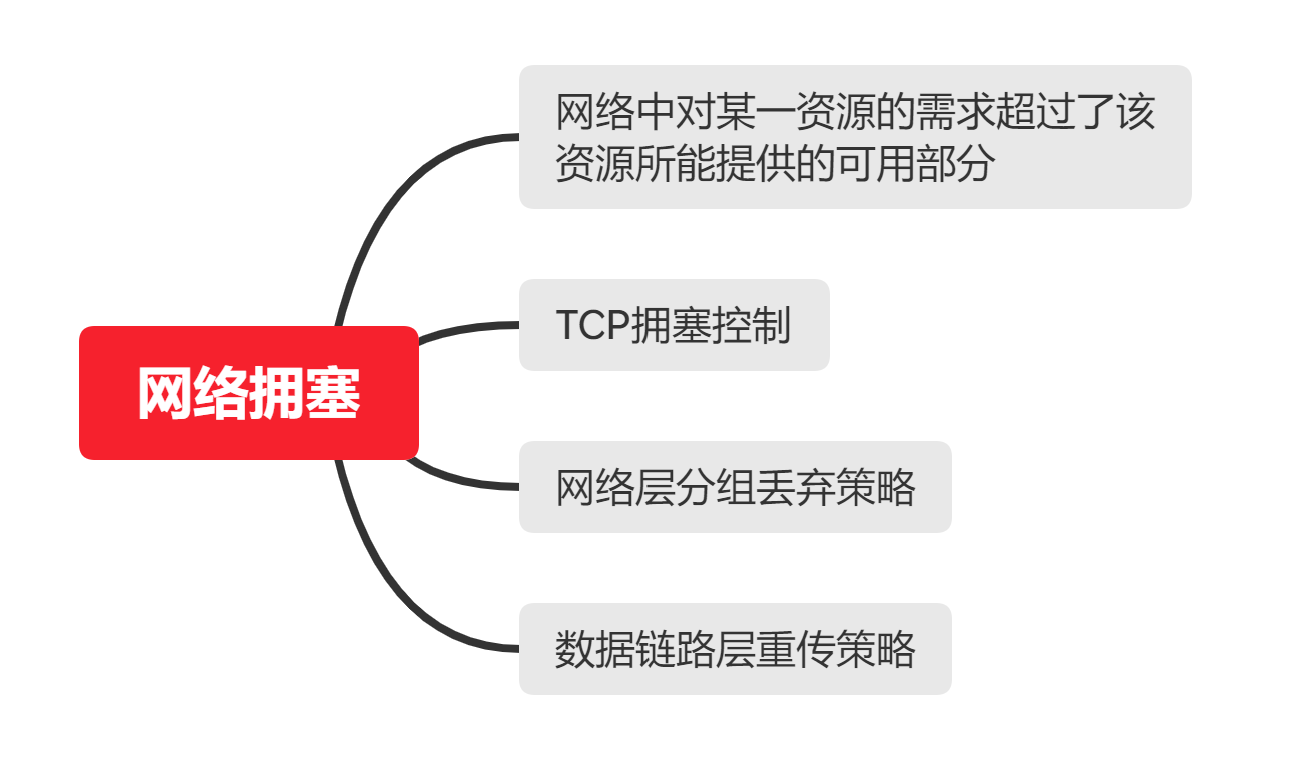 网络中对某一资源的需求超过了该
资源所能提供的可用部分
TCP拥塞控制
网络拥塞
网络层分组丢弃策略
数据链路层重传策略